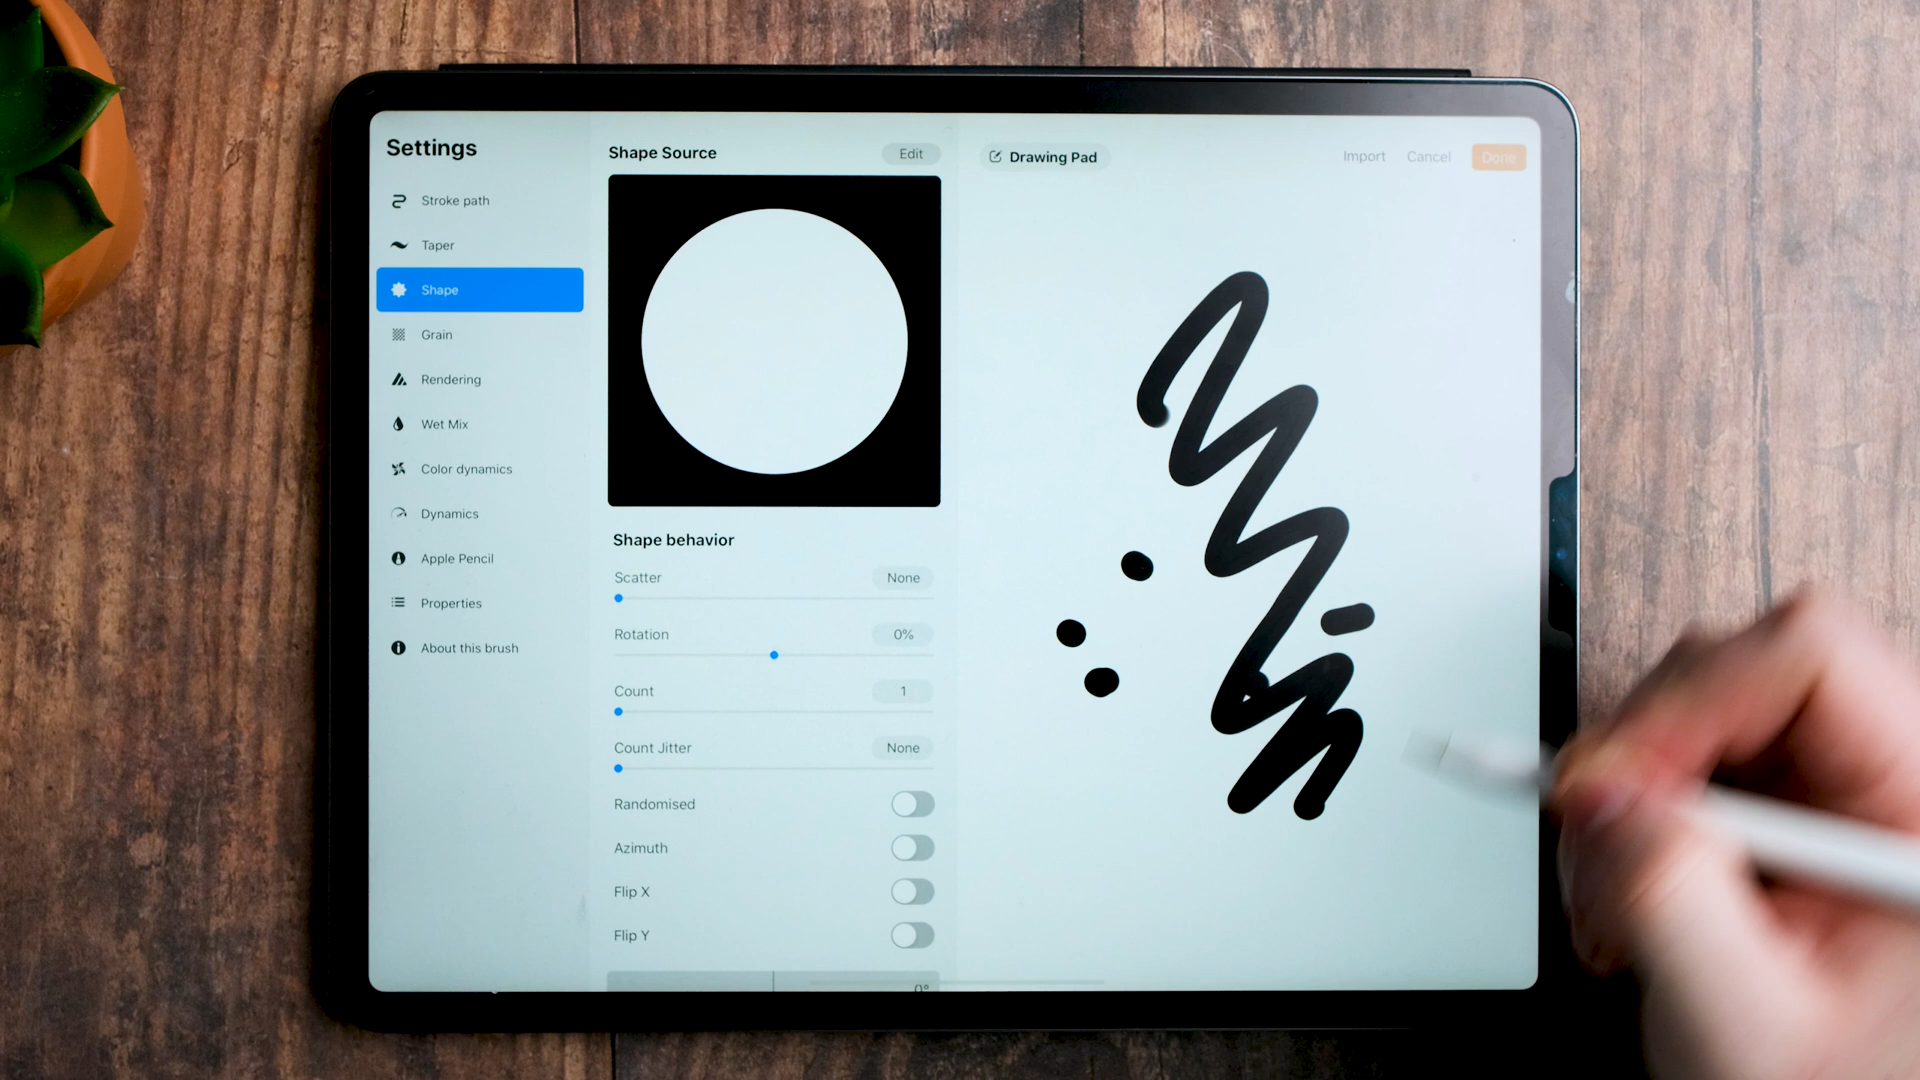 Settings
Stroke path
Taper
Shape
Grain
Rendering
Wet Mix
Color dynamics
Dynamics
Apple Pencil
Properties
About this brush
Shape Source
Edit
Shape behavior
Scatter
None
Rotation
0%
Count
1
Count Jitter
None
Randomised
Azimuth
Flip X
Flip Y
0°
Drawing Pad
Import
Cancel
Done